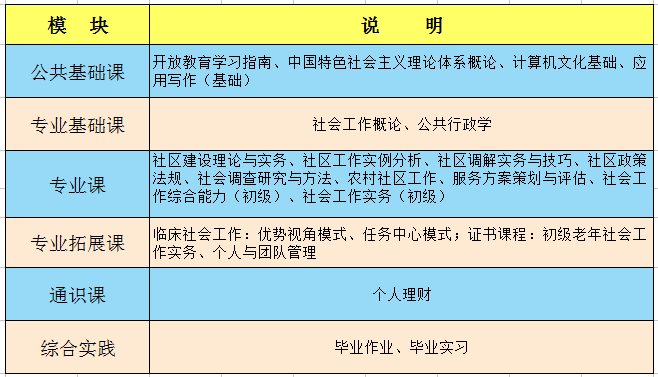 模 块
说 明
公共基础课
开放教育学习指南、中国特色社会主义理论体系概论、计算机文化基础、应
用写作（基础）
专业基础课
社会工作概论、公共行政学
专业课
社区建设理论与实务、社区工作实例分析、社区调解实务与技巧、社区政策
法规、社会调查研究与方法、农村社区工作、服务方案策划与评估、社会工
作综合能力（初级）、社会工作实务（初级）
专业拓展课
临床社会工作：优势视角模式、任务中心模式；证书课程：初级老年社会工
作实务、个人与团队管理
通识课
个人理财
综合实践
毕业作业、毕业实习